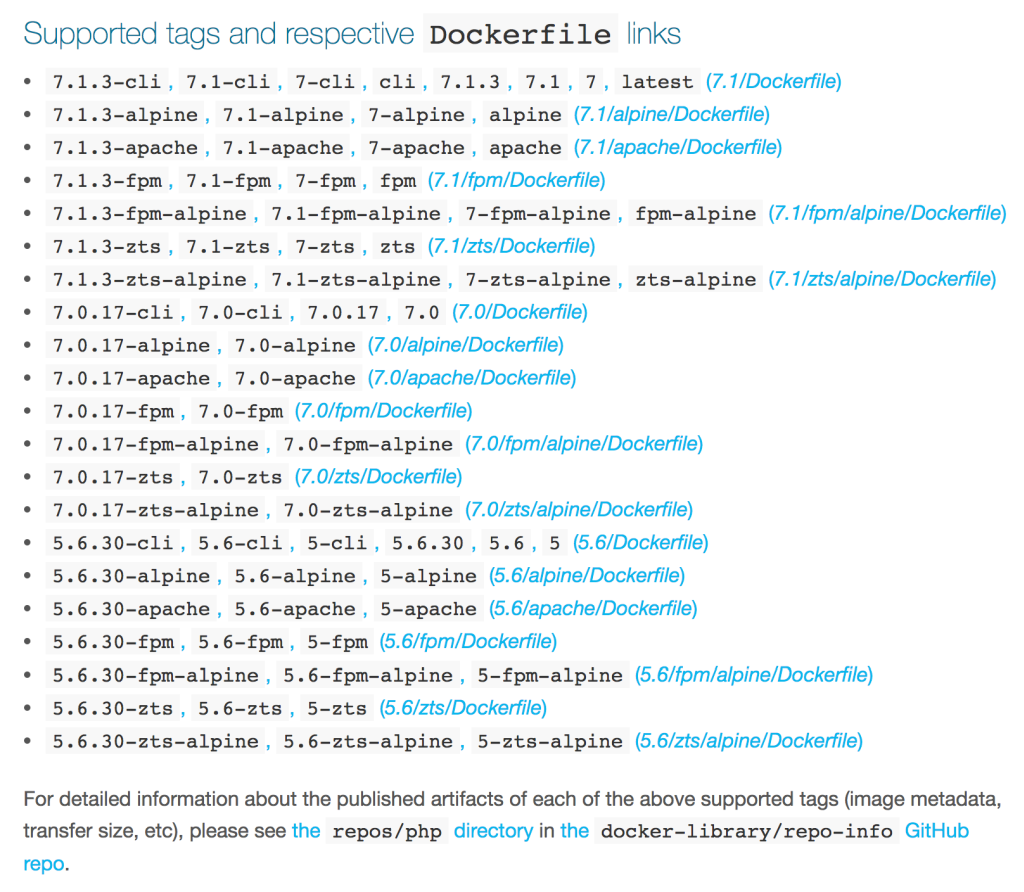 Supported tags and respective Dockerfile links
• 7.1.3-cli, 7.1-cli, 7-cli, cli, 7.1.3, 7.1, 7, latest (7.1/Dockerfile)
• 7.1.3-alpine, 7.1-alpine, 7-alpine, alpine (7.1/alpine/Dockerfile)
• 7.1.3-apache, 7.1-apache, 7-apache, apache (7.1/apache/Dockerfile)
• 7.1.3-fpm, 7.1-fpm, 7-fpm, fpm (7.1/fpm/Dockerfile)
• 7.1.3-fpm-alpine, 7.1-fpm-alpine, 7-fpm-alpine, fpm-alpine (7.1/fpm/alpine/Dockerfile)
• 7.1.3-zts, 7.1-zts, 7-zts, zts (7.1/zts/Dockerfile)
• 7.1.3-zts-alpine, 7.1-zts-alpine, 7-zts-alpine, zts-alpine (7.1/zts/alpine/Dockerfile)
• 7.0.17-cli, 7.0-cli, 7.0.17, 7.0 (7.0/Dockerfile)
• 7.0.17-alpine, 7.0-alpine (7.0/alpine/Dockerfile)
• 7.0.17-apache, 7.0-apache (7.0/apache/Dockerfile)
• 7.0.17-fpm, 7.0-fpm (7.0/fpm/Dockerfile)
• 7.0.17-fpm-alpine, 7.0-fpm-alpine (7.0/fpm/alpine/Dockerfile)
• 7.0.17-zts, 7.0-zts (7.0/zts/Dockerfile)
• 7.0.17-zts-alpine, 7.0-zts-alpine (7.0/zts/alpine/Dockerfile)
• 5.6.30-cli, 5.6-cli, 5-cli, 5.6.30, 5.6, 5 (5.6/Dockerfile)
• 5.6.30-alpine, 5.6-alpine, 5-alpine (5.6/alpine/Dockerfile)
• 5.6.30-apache, 5.6-apache, 5-apache (5.6/apache/Dockerfile)
• 5.6.30-fpm, 5.6-fpm, 5-fpm (5.6/fpm/Dockerfile)
• 5.6.30-fpm-alpine, 5.6-fpm-alpine, 5-fpm-alpine (5.6/fpm/alpine/Dockerfile)
• 5.6.30-zts, 5.6-zts, 5-zts (5.6/zts/Dockerfile)
• 5.6.30-zts-alpine, 5.6-zts-alpine, 5-zts-alpine (5.6/zts/alpine/Dockerfile)
For detailed information about the published artifacts of each of the above supported tags (image metadata,
transfer size, etc), please see the repos/php directory in the docker-library/repo-info GitHub
repo.